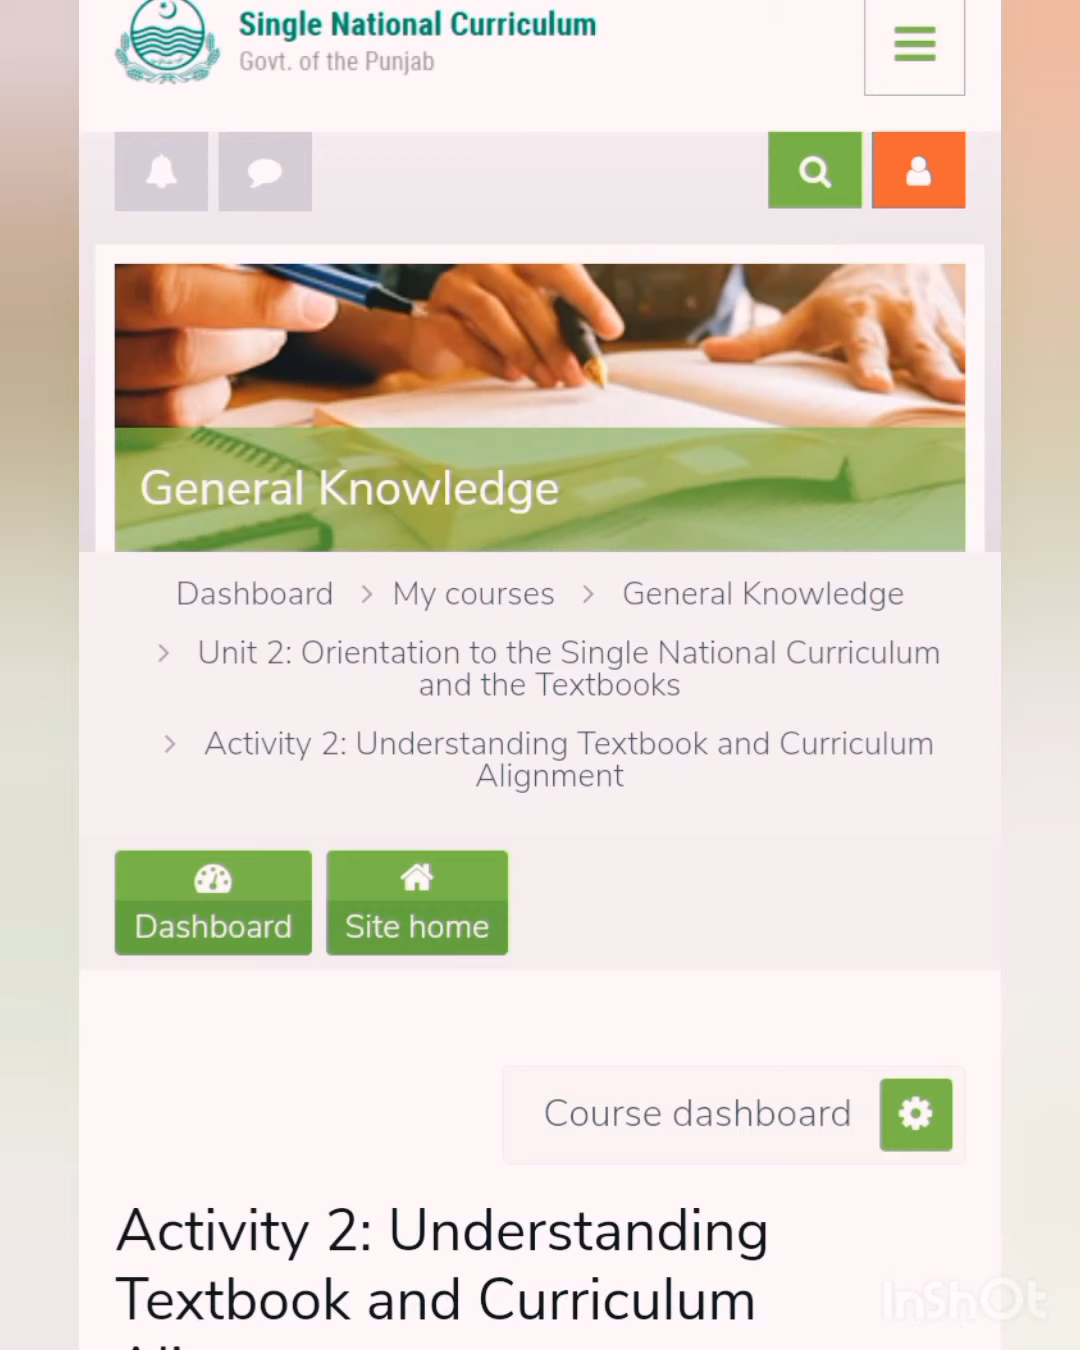 Single National Curriculum
Govt. of the Punjab
General Knowledge
Dashboard > My courses > General Knowledge
> Unit 2: Orientation to the Single National Curriculum
and the Textbooks
> Activity 2: Understanding Textbook and Curriculum
Alignment
Dashboard Site home
Course dashboard
Activity 2: Understanding
Textbook and Curriculum
InShOt